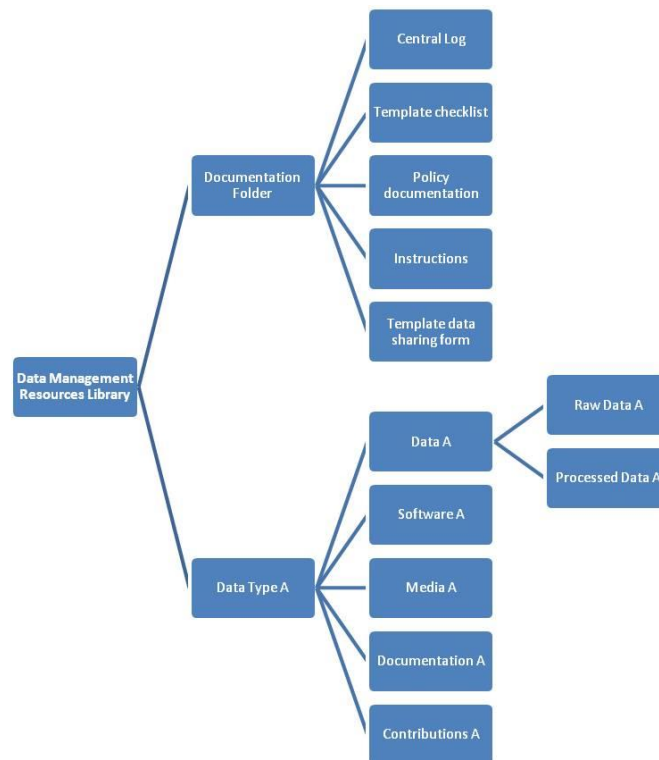 Central Log
Template checklist
Documentation
Folder
Policy
documentation
Instructions
Template data
sharing form
Data Management
Resources Library
Raw Data A
Data A
Processed Data A
Software A
Data Type A
Media A
Documentation A
Contributions A